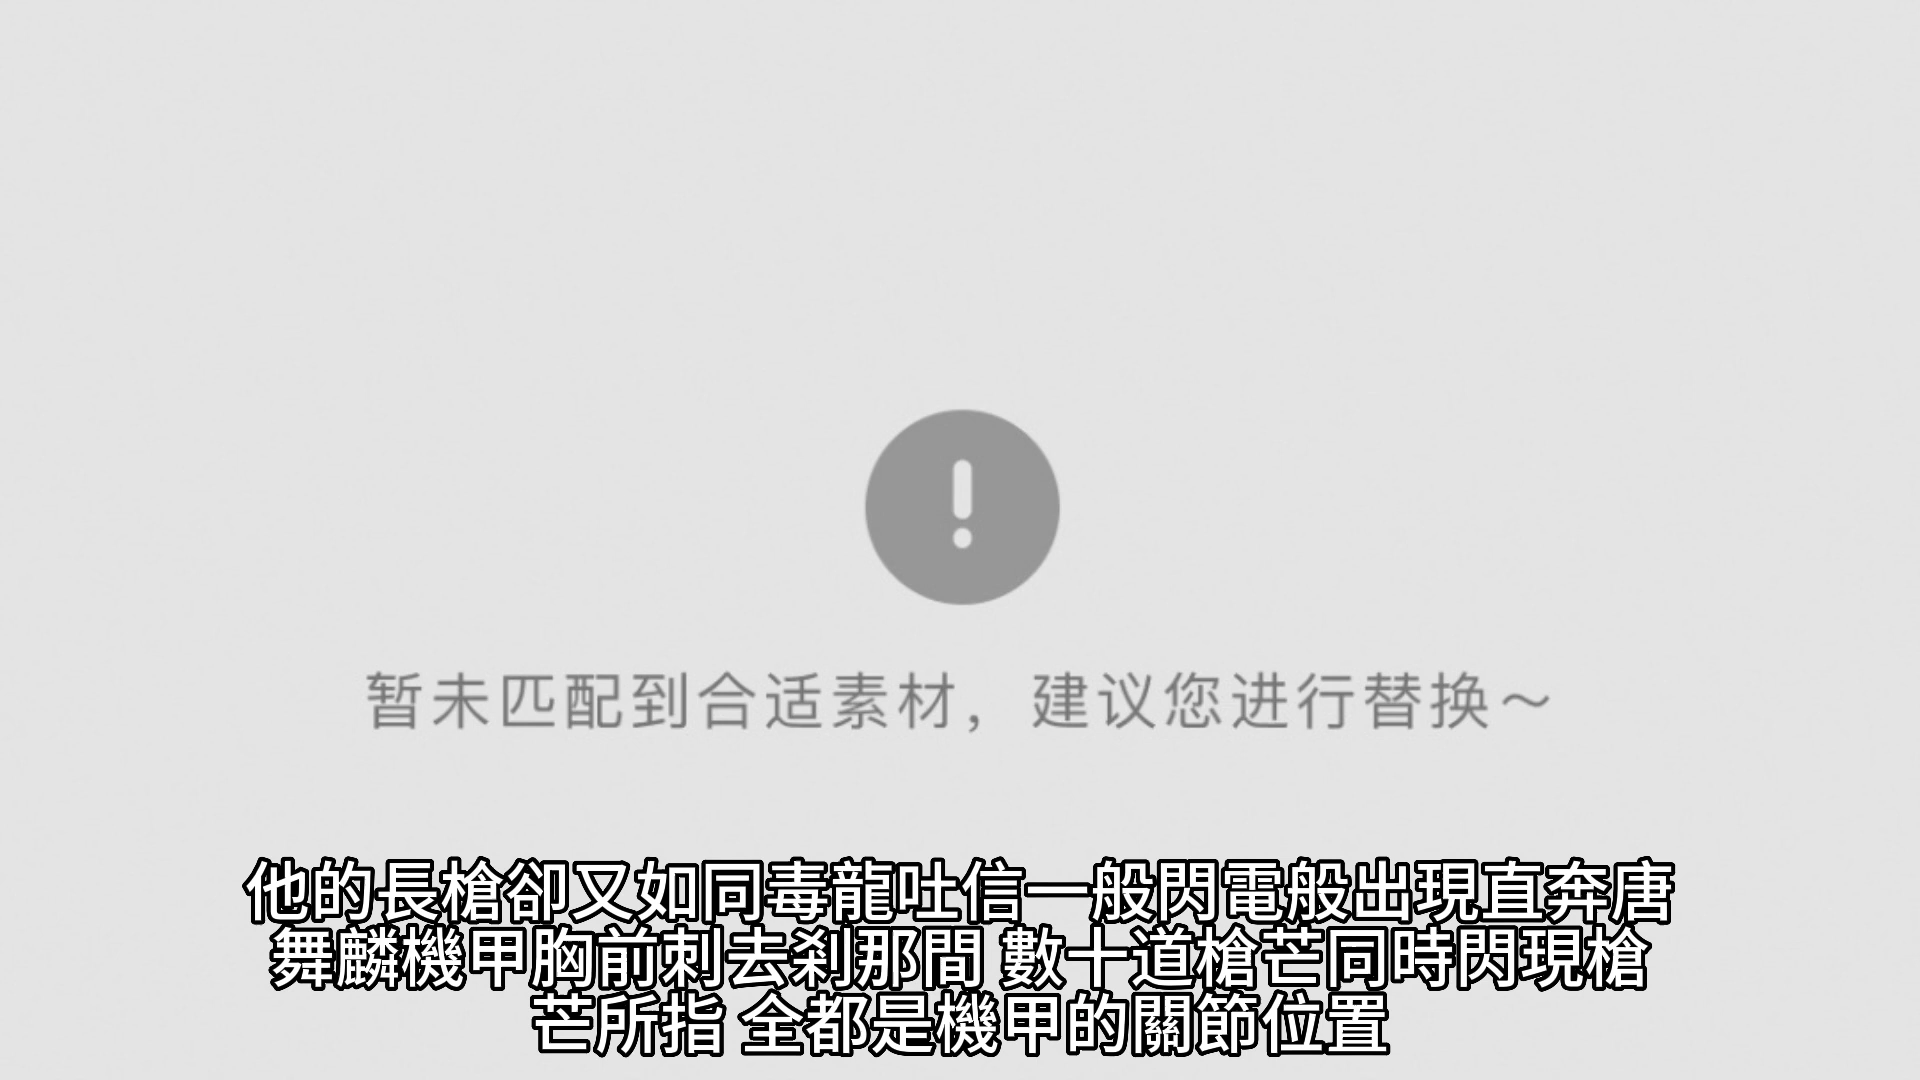 暂未匹配到合适素材，建议您进行替换～
他的長槍卻又如同毒龍吐信一般閃電般出現直奔唐
舞麟機甲胸前刺去剎那間 數十道槍芒同時閃現槍
芒所指 全都是機甲的關節位置